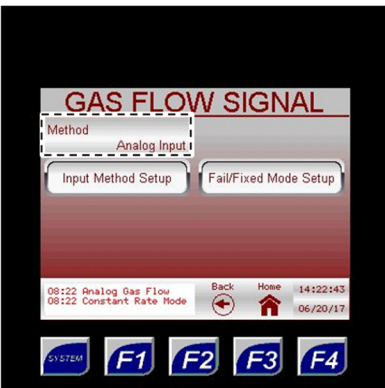 GAS FLOW SIGNAL
Method
Analog Input
Input Method Setup
Fail/Fixed Mode Setup
08:22 Analog Gas Flow
08:22 Constant Rate Mode
Back
Home
14:22:43
06/20/17
SYSTEM
F1
F2
F3
F4